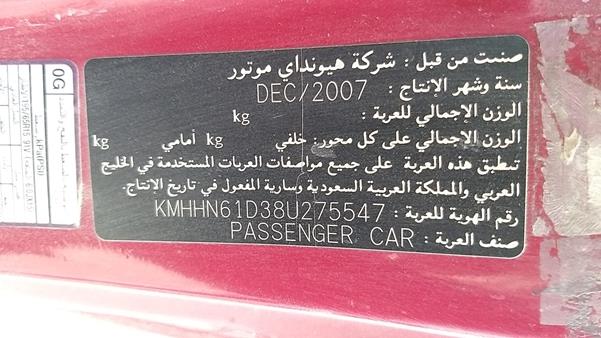 صنعت من قبل : شركة هيونداي موتور
سنة وشهر الإنتاج : DEC/2007
الوزن الإجمالي للعربة : kg
الوزن الإجمالي على كل محور: خلفي kg أمامي kg
تنطبق هذه العربة على جميع مواصفات العربات المستخدمة في الخليج
العربي والمملكة العربية السعودية وسارية المفعول في تاريخ الإنتاج.
رقم الهوية للعربة : KMHHN61D38U275547
صنف العربة : PASSENGER CAR
OG